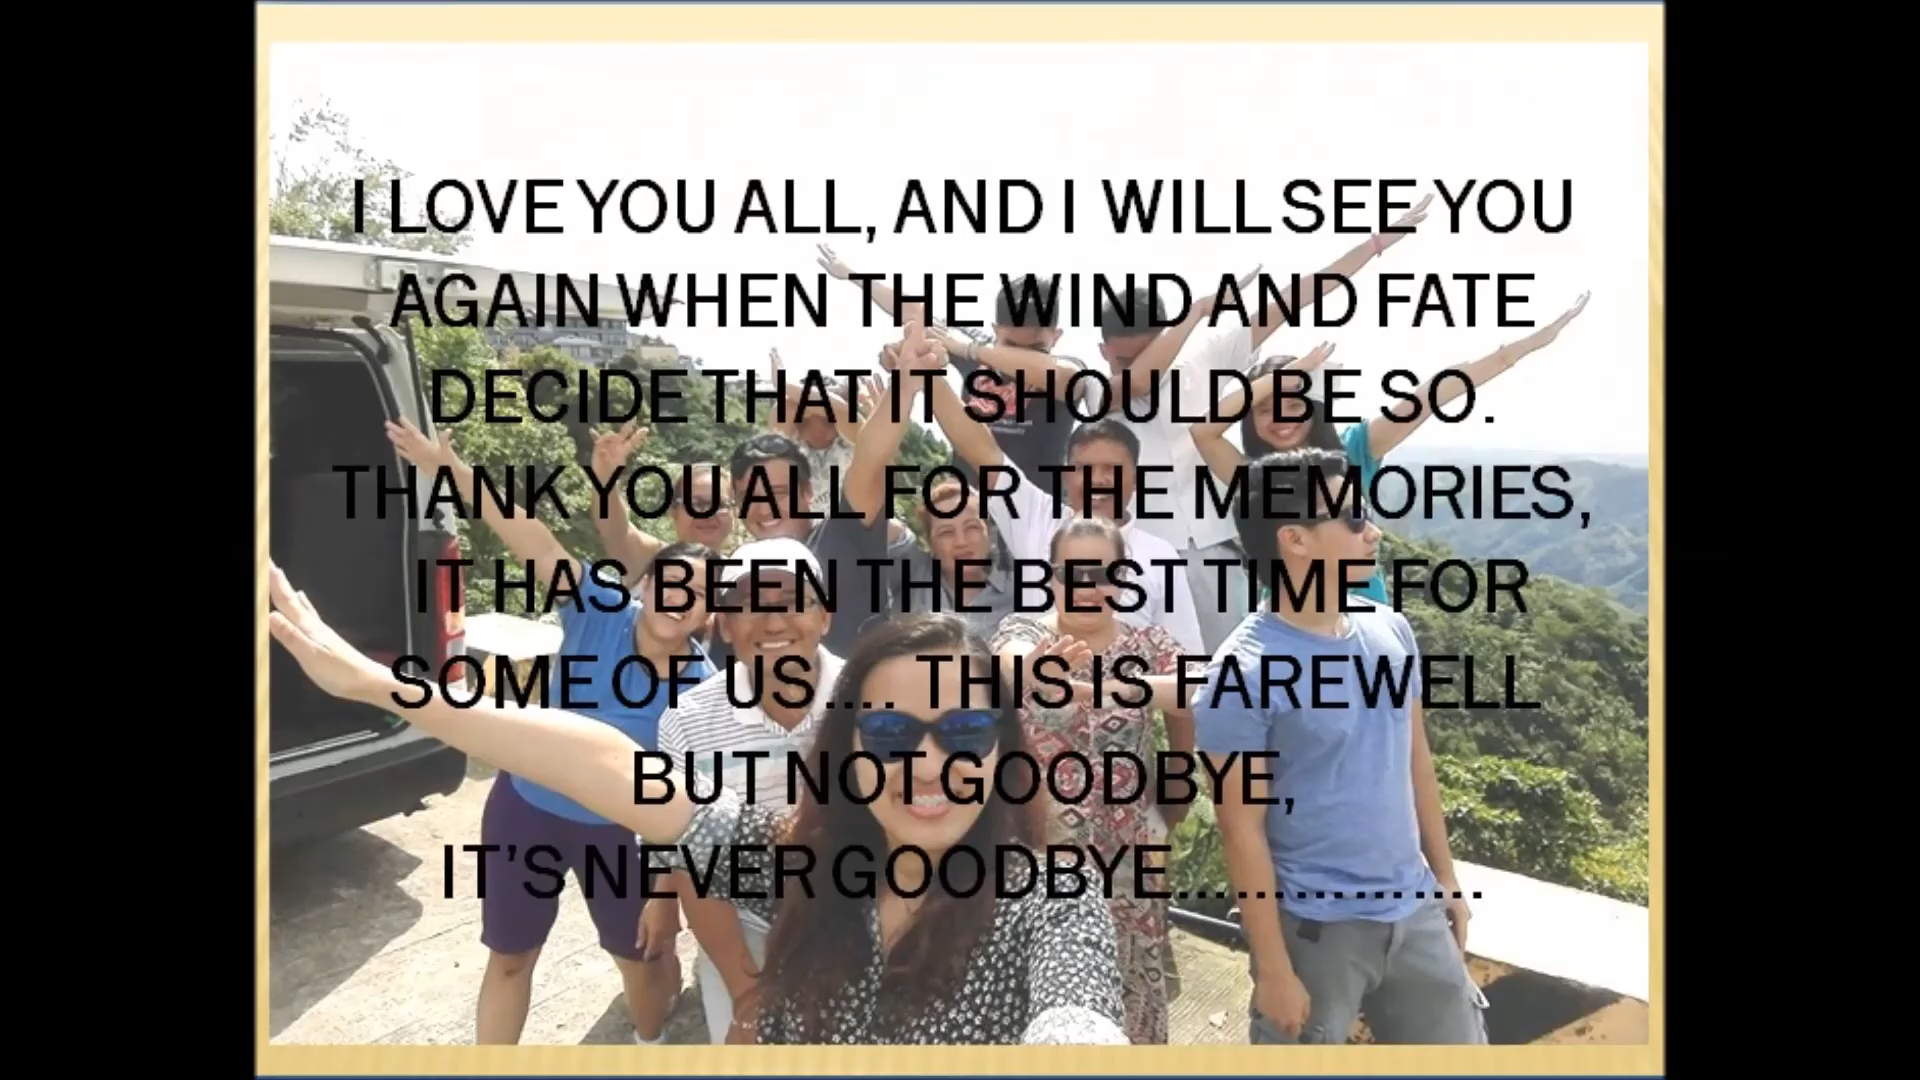 I LOVE YOU ALL, AND I WILL SEE YOU
AGAIN WHEN THE WIND AND FATE
DECIDE THAT IT SHOULD BE SO.
THANK YOU ALL FOR THE MEMORIES,
IT HAS BEEN THE BEST TIME FOR
SOME OF US.... THIS IS FAREWELL
BUT NOT GOODBYE,
IT’S NEVER GOODBYE……………